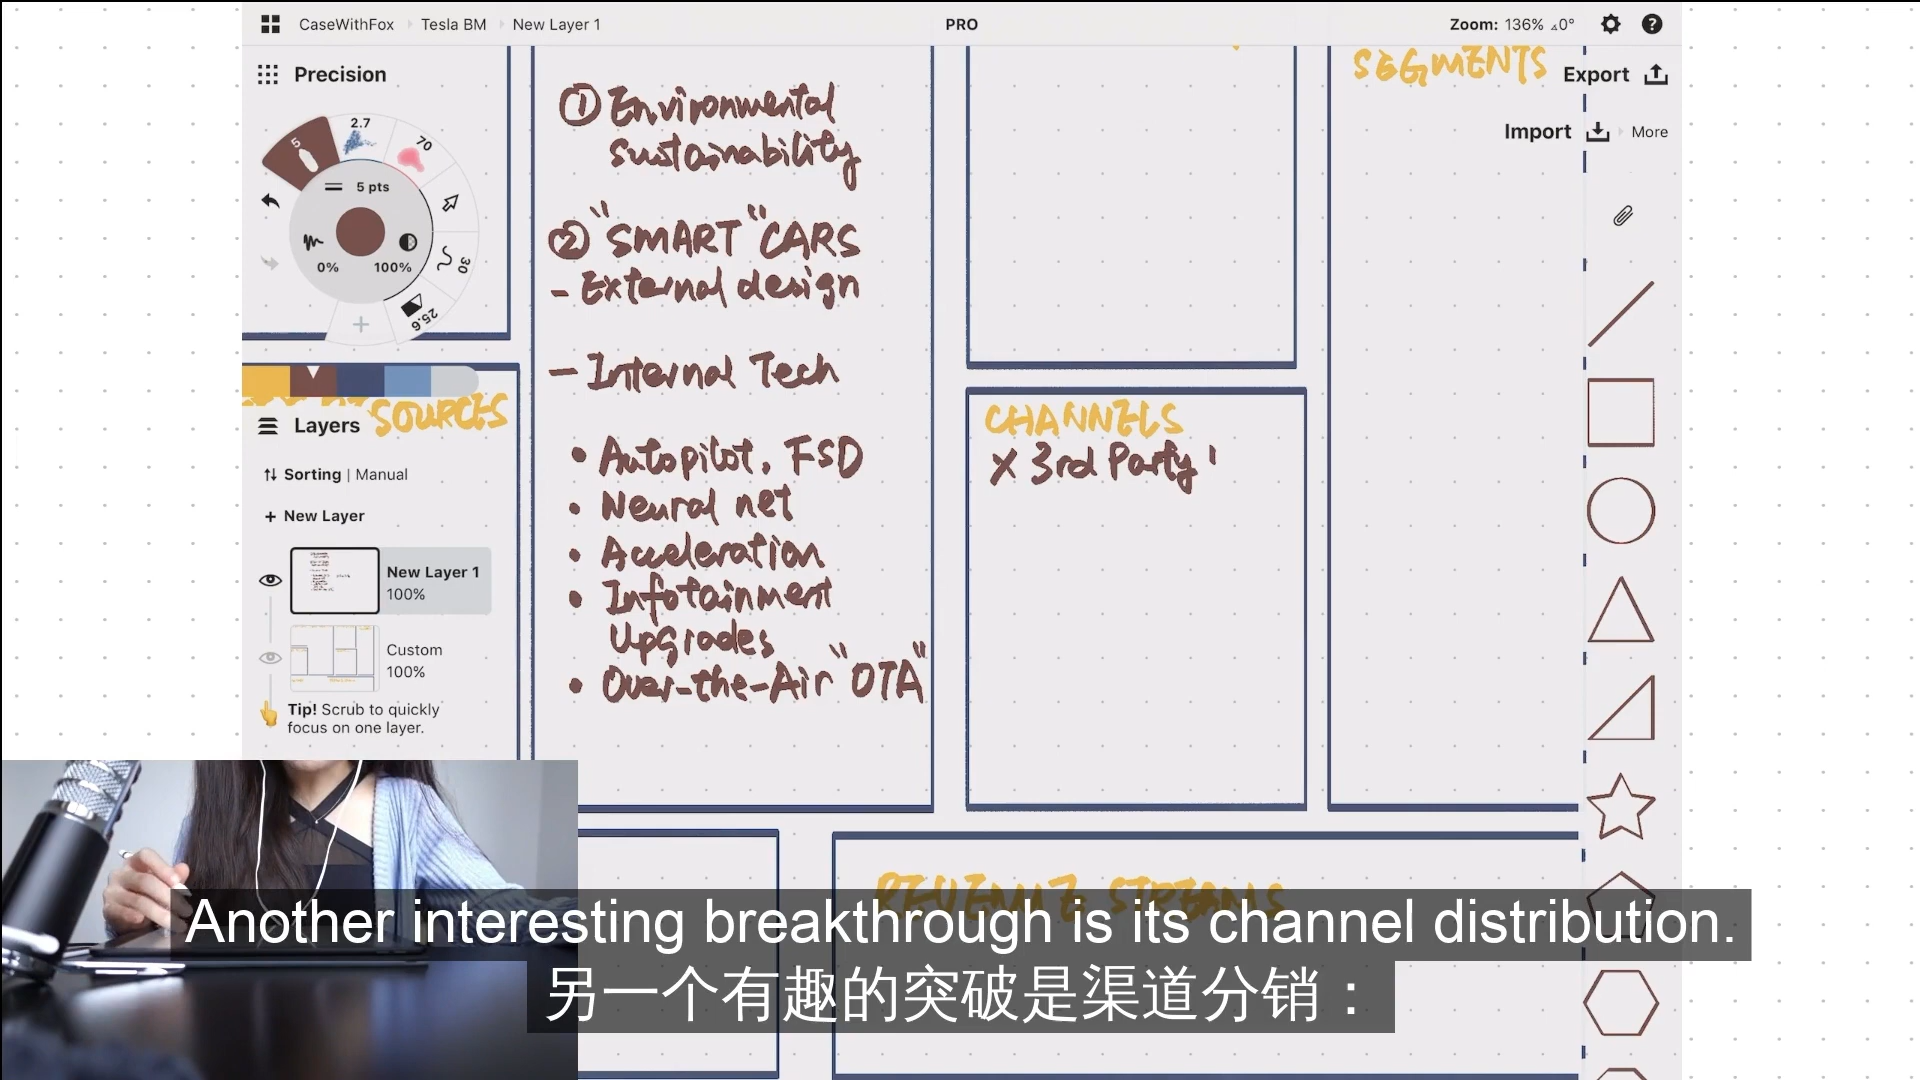 CaseWithFox
Tesla BM
New Layer 1
PRO
Zoom: 136% 0°
Precision
2.7
70
5
5 pts
0%
100%
30
25.6
SEGMENTS
Export
Import
More
① Environmental
sustainability
② "SMART" CARS
- External design
- Internal Tech
• Autopilot, FSD
• Neural net
• Acceleration
• Infotainment
Upgrades
• Over-the-Air "OTA"
CHANNELS
X 3rd Party
SOURCES
Layers
Sorting | Manual
+ New Layer
New Layer 1
100%
Custom
100%
Tip! Scrub to quickly
focus on one layer.
REVENUE STREAMS
Another interesting breakthrough is its channel distribution.
另一个有趣的突破是渠道分销：